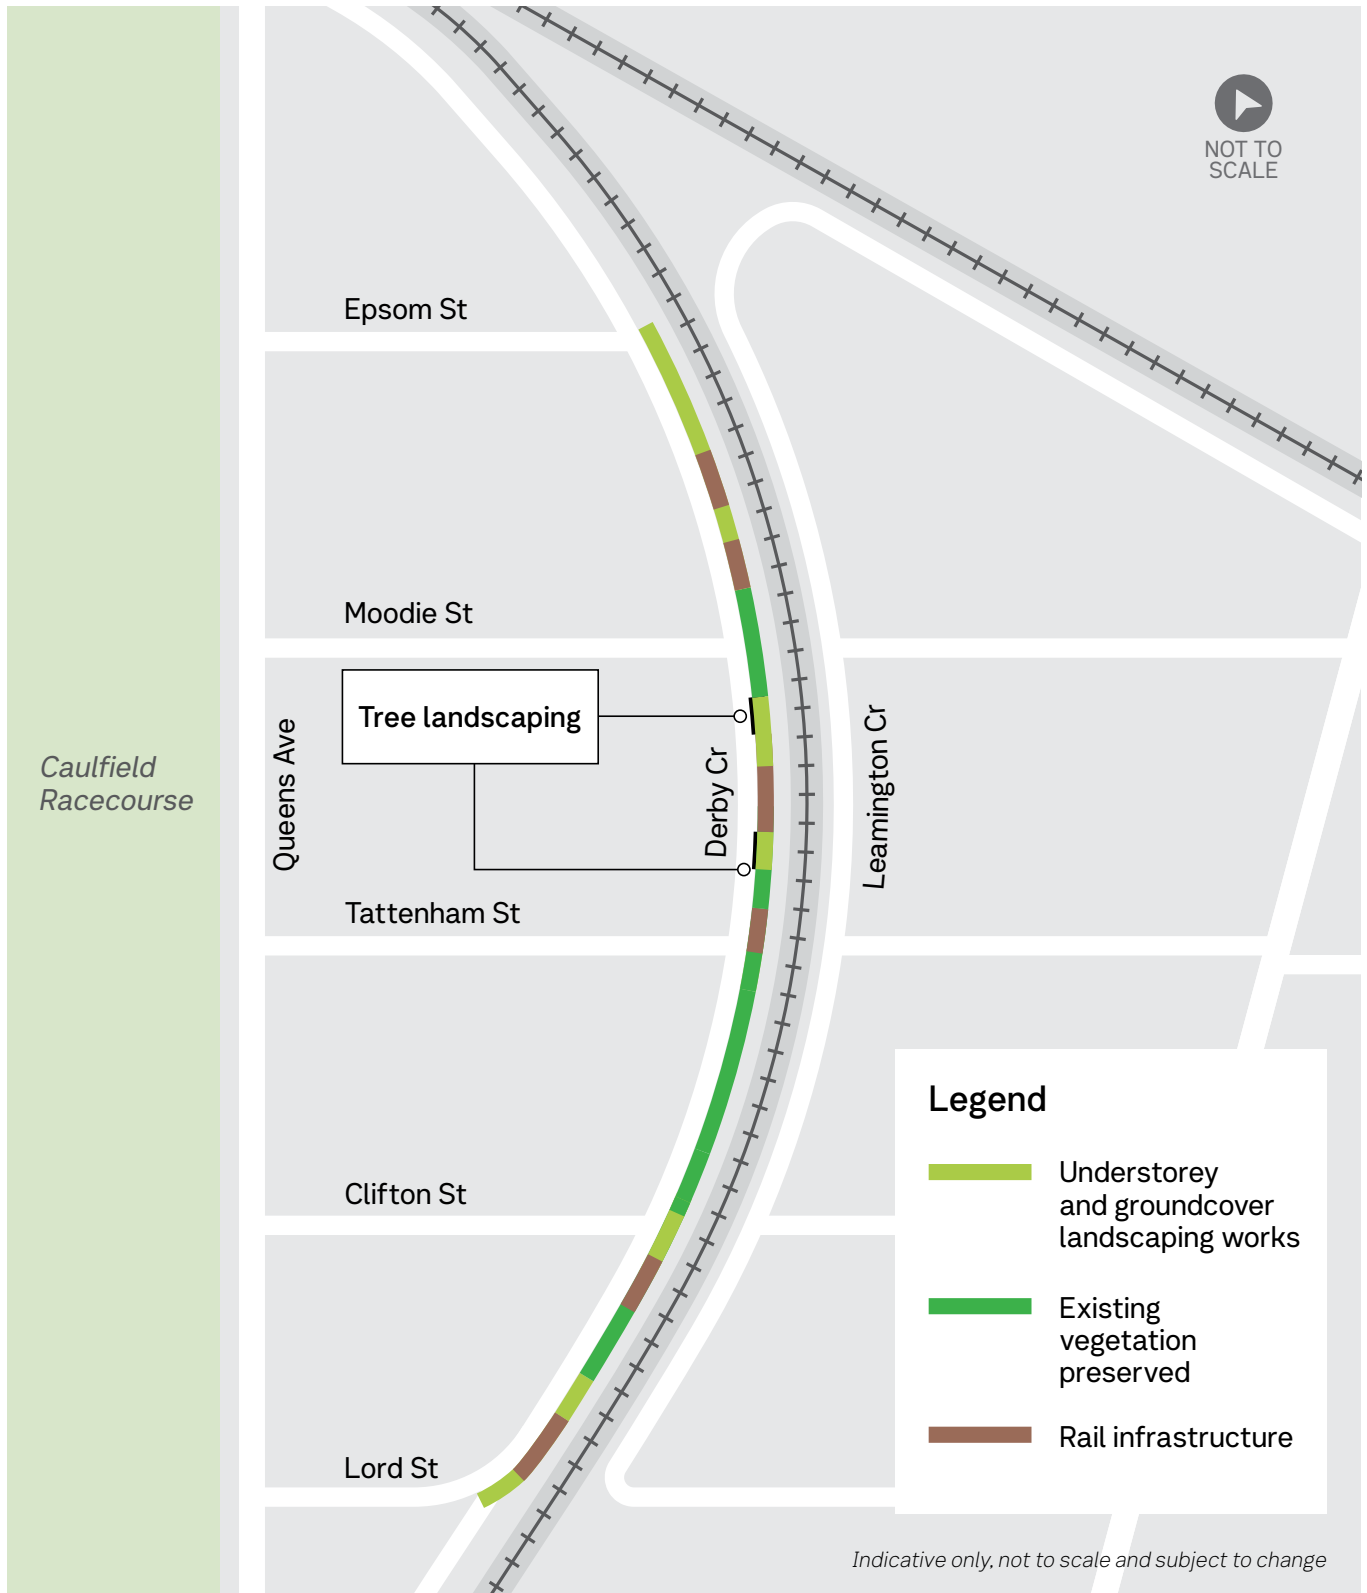 NOT TO
SCALE
Epsom St
Moodie St
Tree landscaping
Caulfield
Racecourse
Queens Ave
Derby Cr
Leamington Cr
Tattenham St
Clifton St
Lord St
Legend
Understorey
and groundcover
landscaping works
Existing
vegetation
preserved
Rail infrastructure
Indicative only, not to scale and subject to change